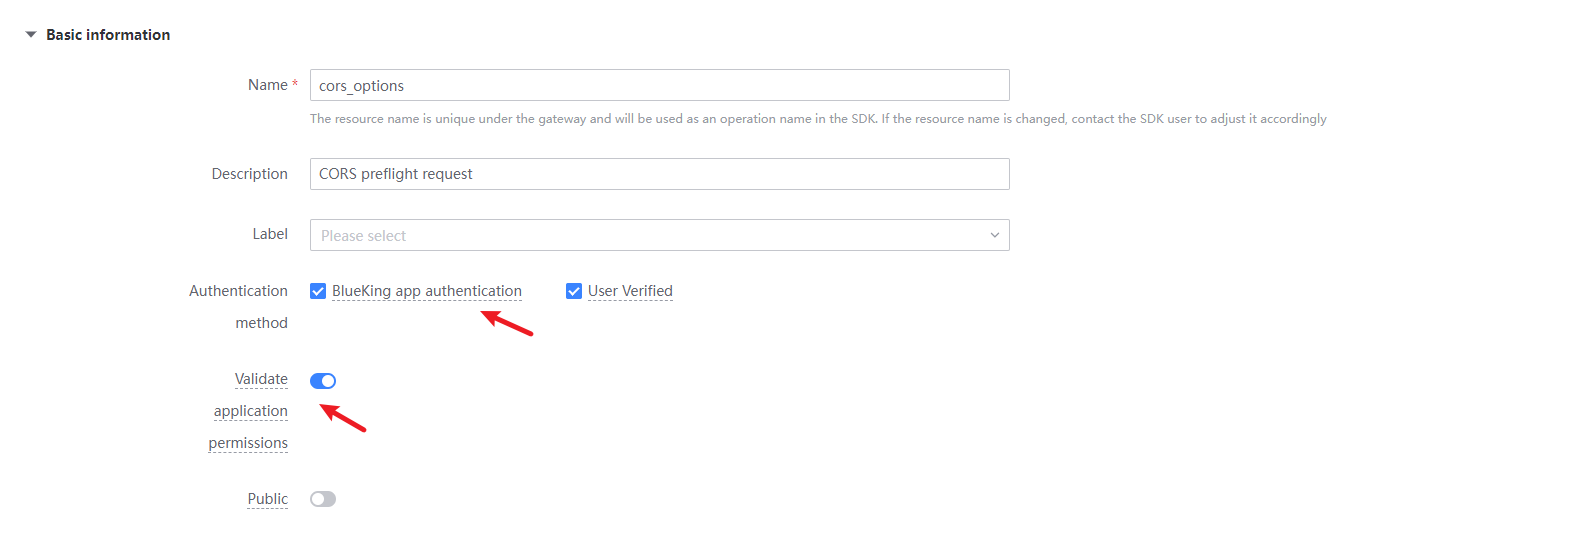 Basic information
Name *
cors_options
The resource name is unique under the gateway and will be used as an operation name in the SDK. If the resource name is changed, contact the SDK user to adjust it accordingly
Description
CORS preflight request
Label
Please select
Authentication
method
BlueKing app authentication
User Verified
Validate
application
permissions
Public